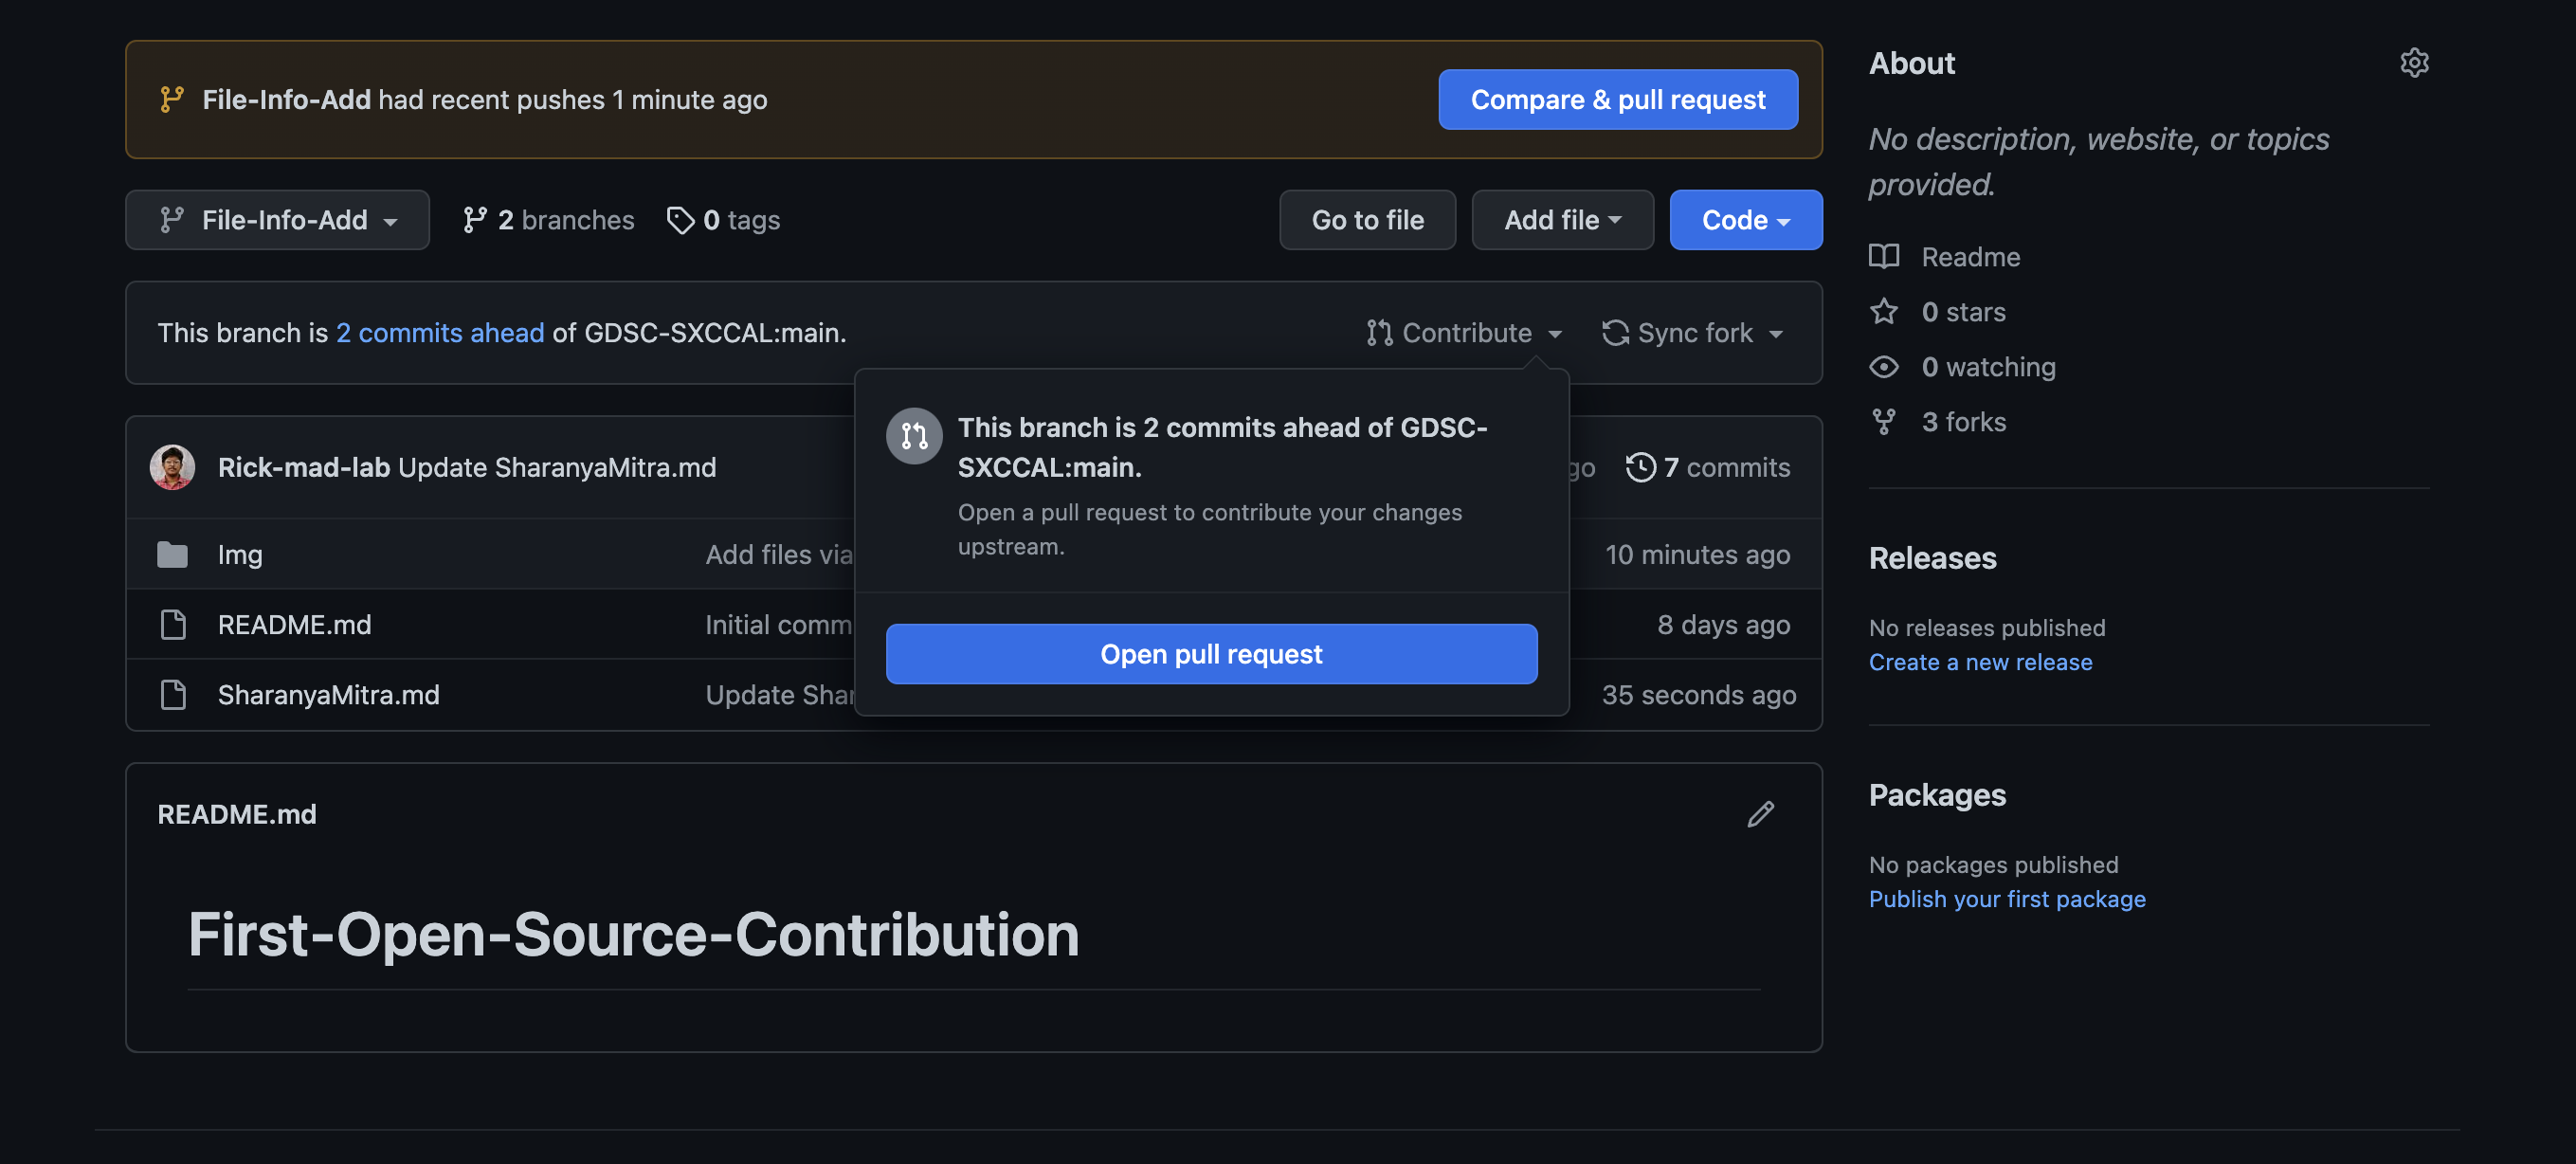 File-Info-Add had recent pushes 1 minute ago
Compare & pull request
File-Info-Add
2 branches
0 tags
Go to file
Add file
Code
This branch is 2 commits ahead of GDSC-SXCCAL:main.
Contribute
Sync fork
This branch is 2 commits ahead of GDSC-
SXCCAL:main.
Open a pull request to contribute your changes
upstream.
Open pull request
Rick-mad-lab Update SharanyaMitra.md
7 commits
Img
Add files via
10 minutes ago
README.md
Initial comm
8 days ago
SharanyaMitra.md
Update Shar
35 seconds ago
README.md
First-Open-Source-Contribution
About
No description, website, or topics
provided.
Readme
0 stars
0 watching
3 forks
Releases
No releases published
Create a new release
Packages
No packages published
Publish your first package